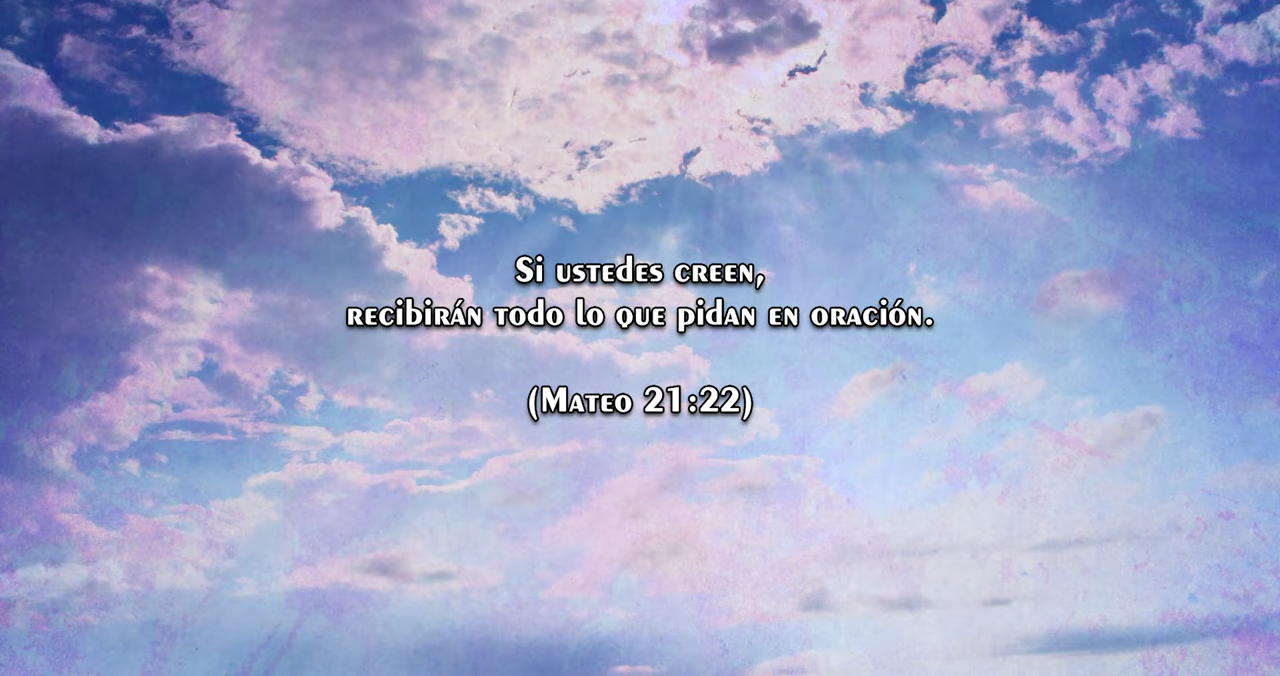 Si ustedes creen,
recibirán todo lo que pidan en oración.
(Mateo 21:22)